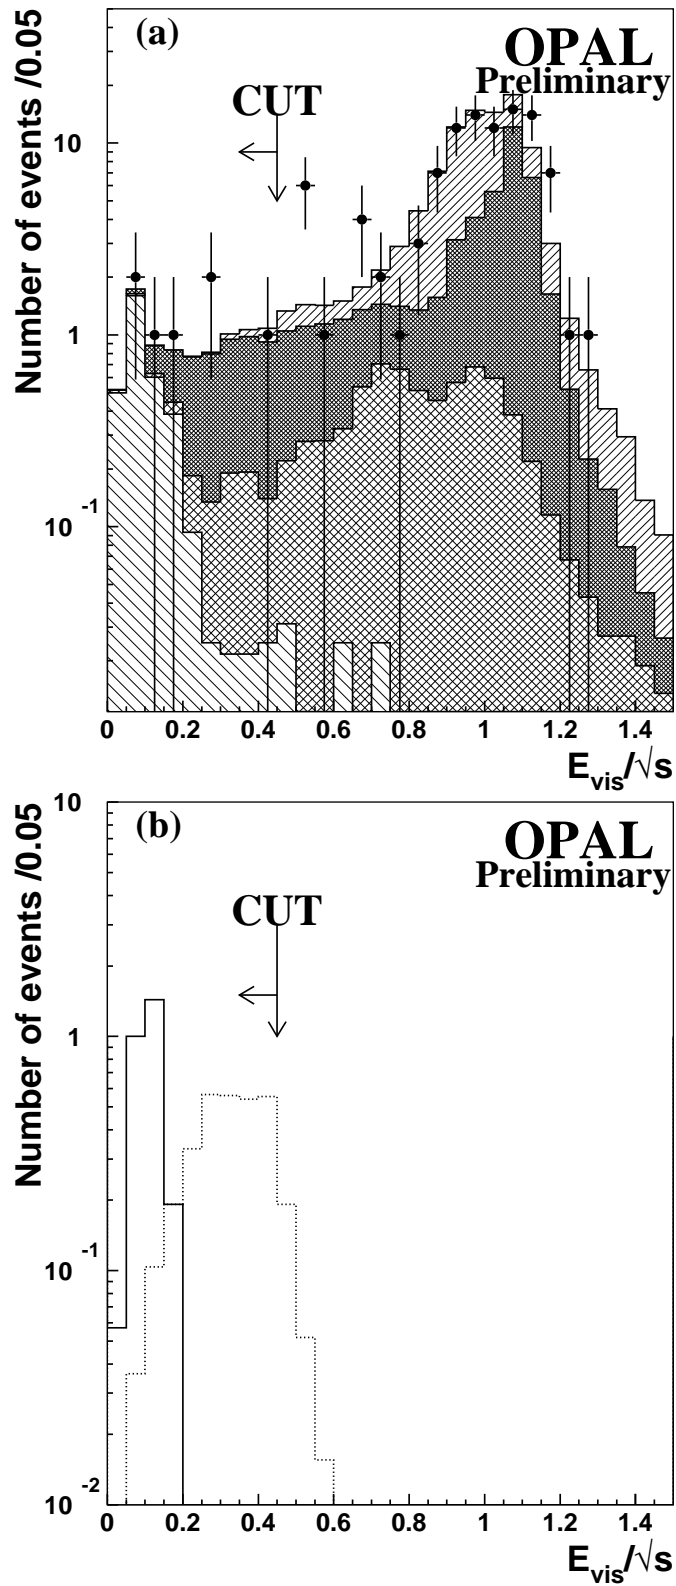 (a)
OPAL
Preliminary
CUT
Number of events /0.05
10
1
10⁻¹
0 0.2 0.4 0.6 0.8 1 1.2 1.4
E_vis/√s
(b)
OPAL
Preliminary
CUT
Number of events /0.05
10
1
10⁻¹
10⁻²
0 0.2 0.4 0.6 0.8 1 1.2 1.4
E_vis/√s